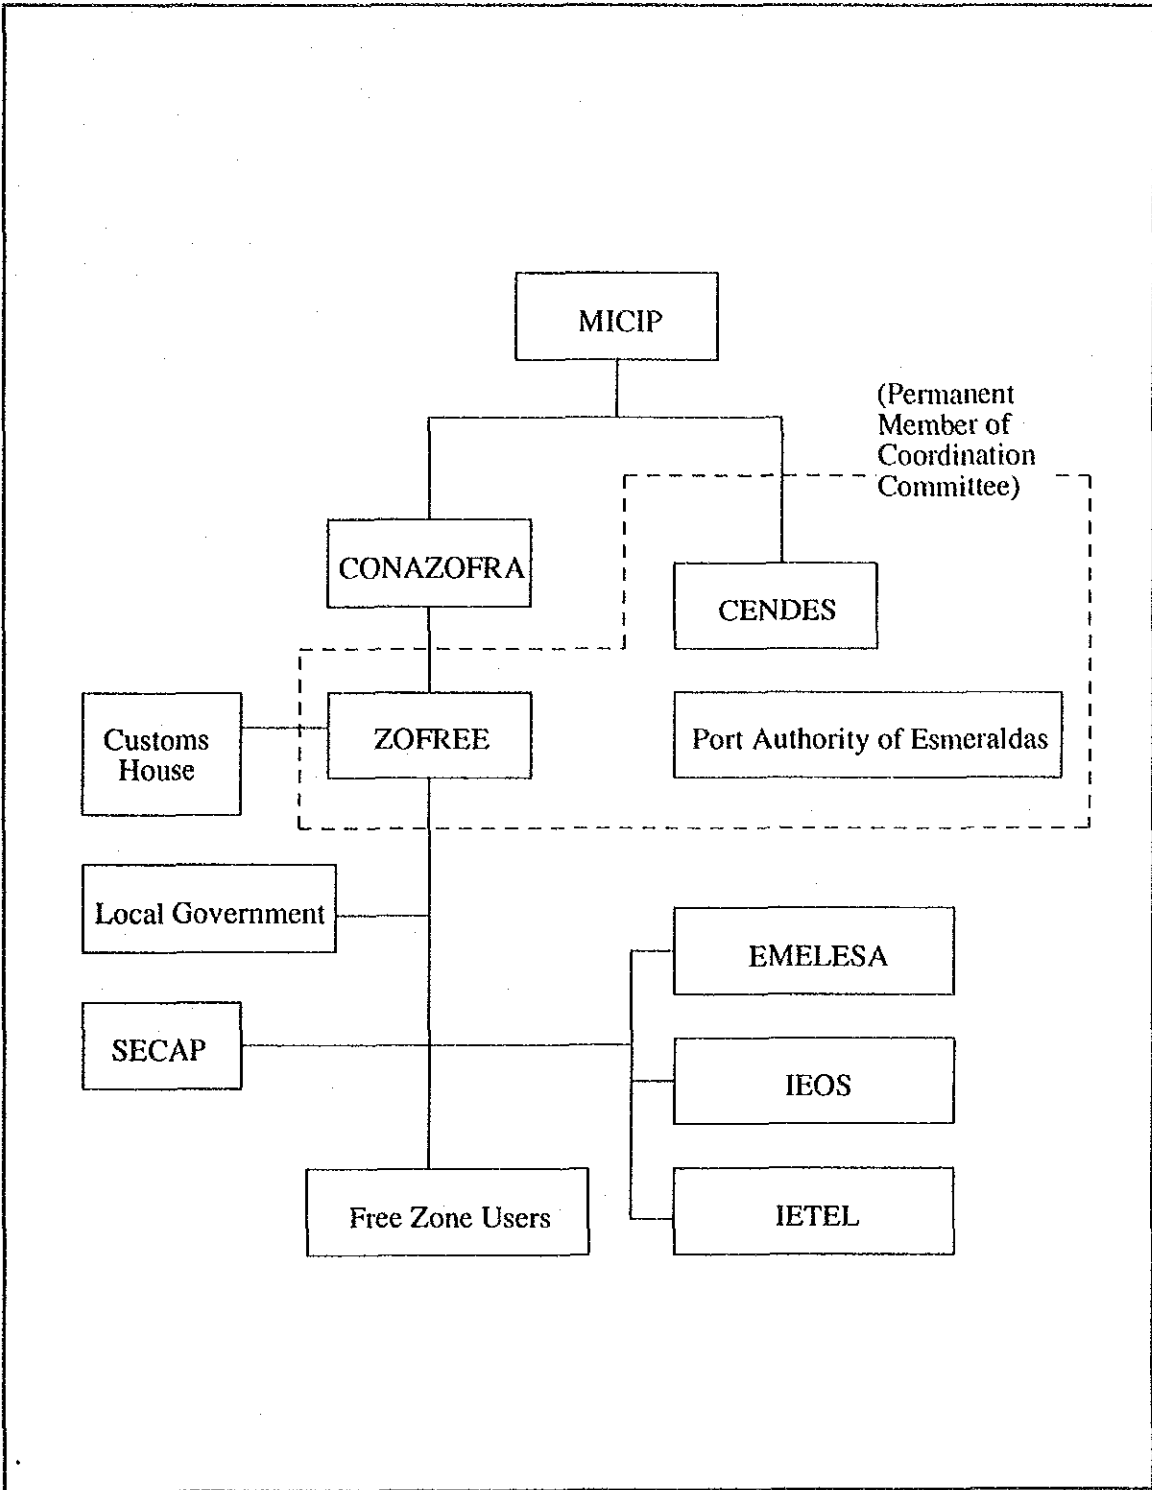 MICIP
(Permanent
Member of
Coordination
Committee)
CONAZOFRA
CENDES
Customs
House
ZOFREE
Port Authority of Esmeraldas
Local Government
EMELESA
SECAP
IEOS
Free Zone Users
IETEL